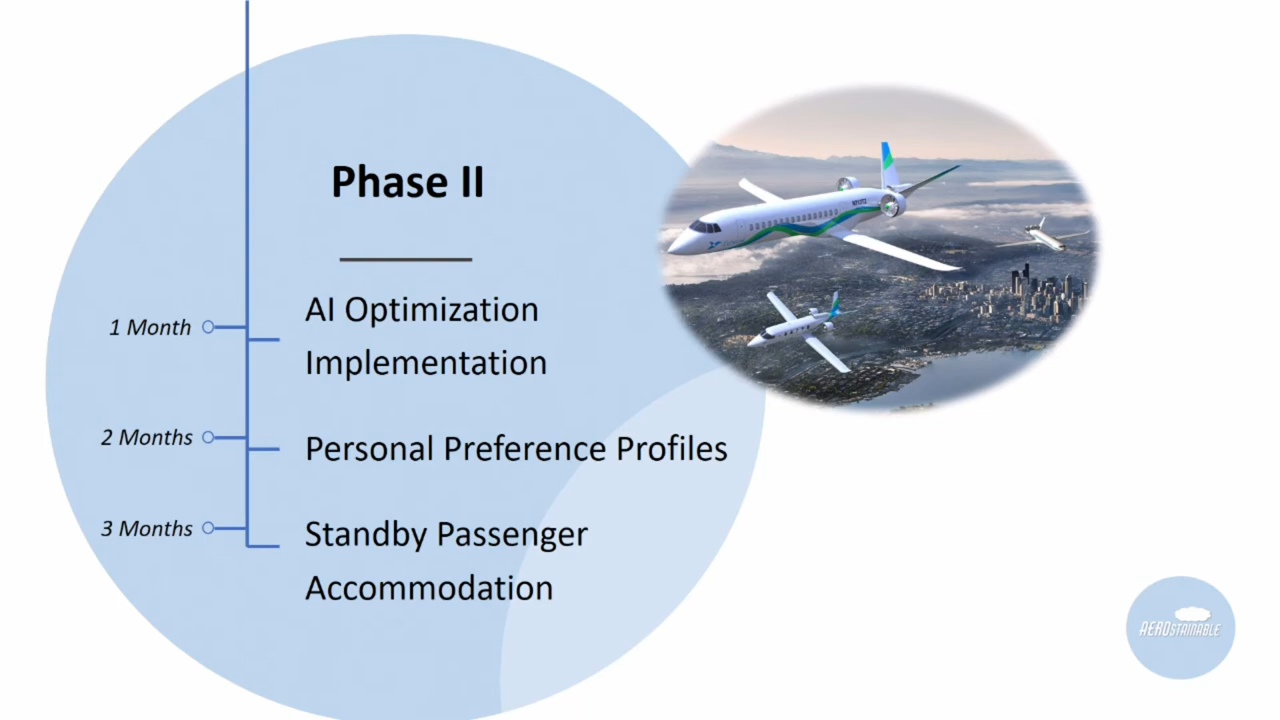 Phase II
1 Month
AI Optimization
Implementation
2 Months
Personal Preference Profiles
3 Months
Standby Passenger
Accommodation
AEROSTAINABLE